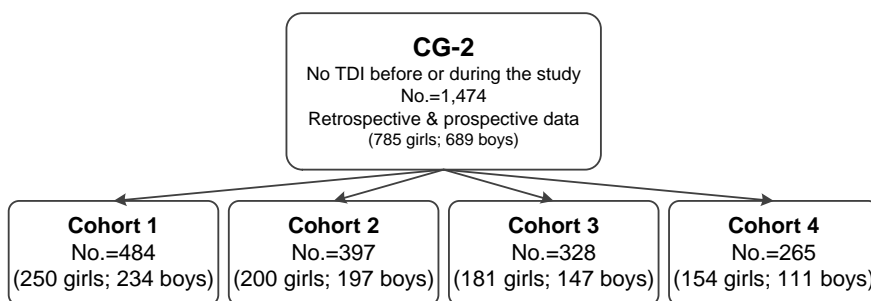 CG-2
No TDI before or during the study
No.=1,474
Retrospective & prospective data
(785 girls; 689 boys)
Cohort 1
No.=484
(250 girls; 234 boys)
Cohort 2
No.=397
(200 girls; 197 boys)
Cohort 3
No.=328
(181 girls; 147 boys)
Cohort 4
No.=265
(154 girls; 111 boys)